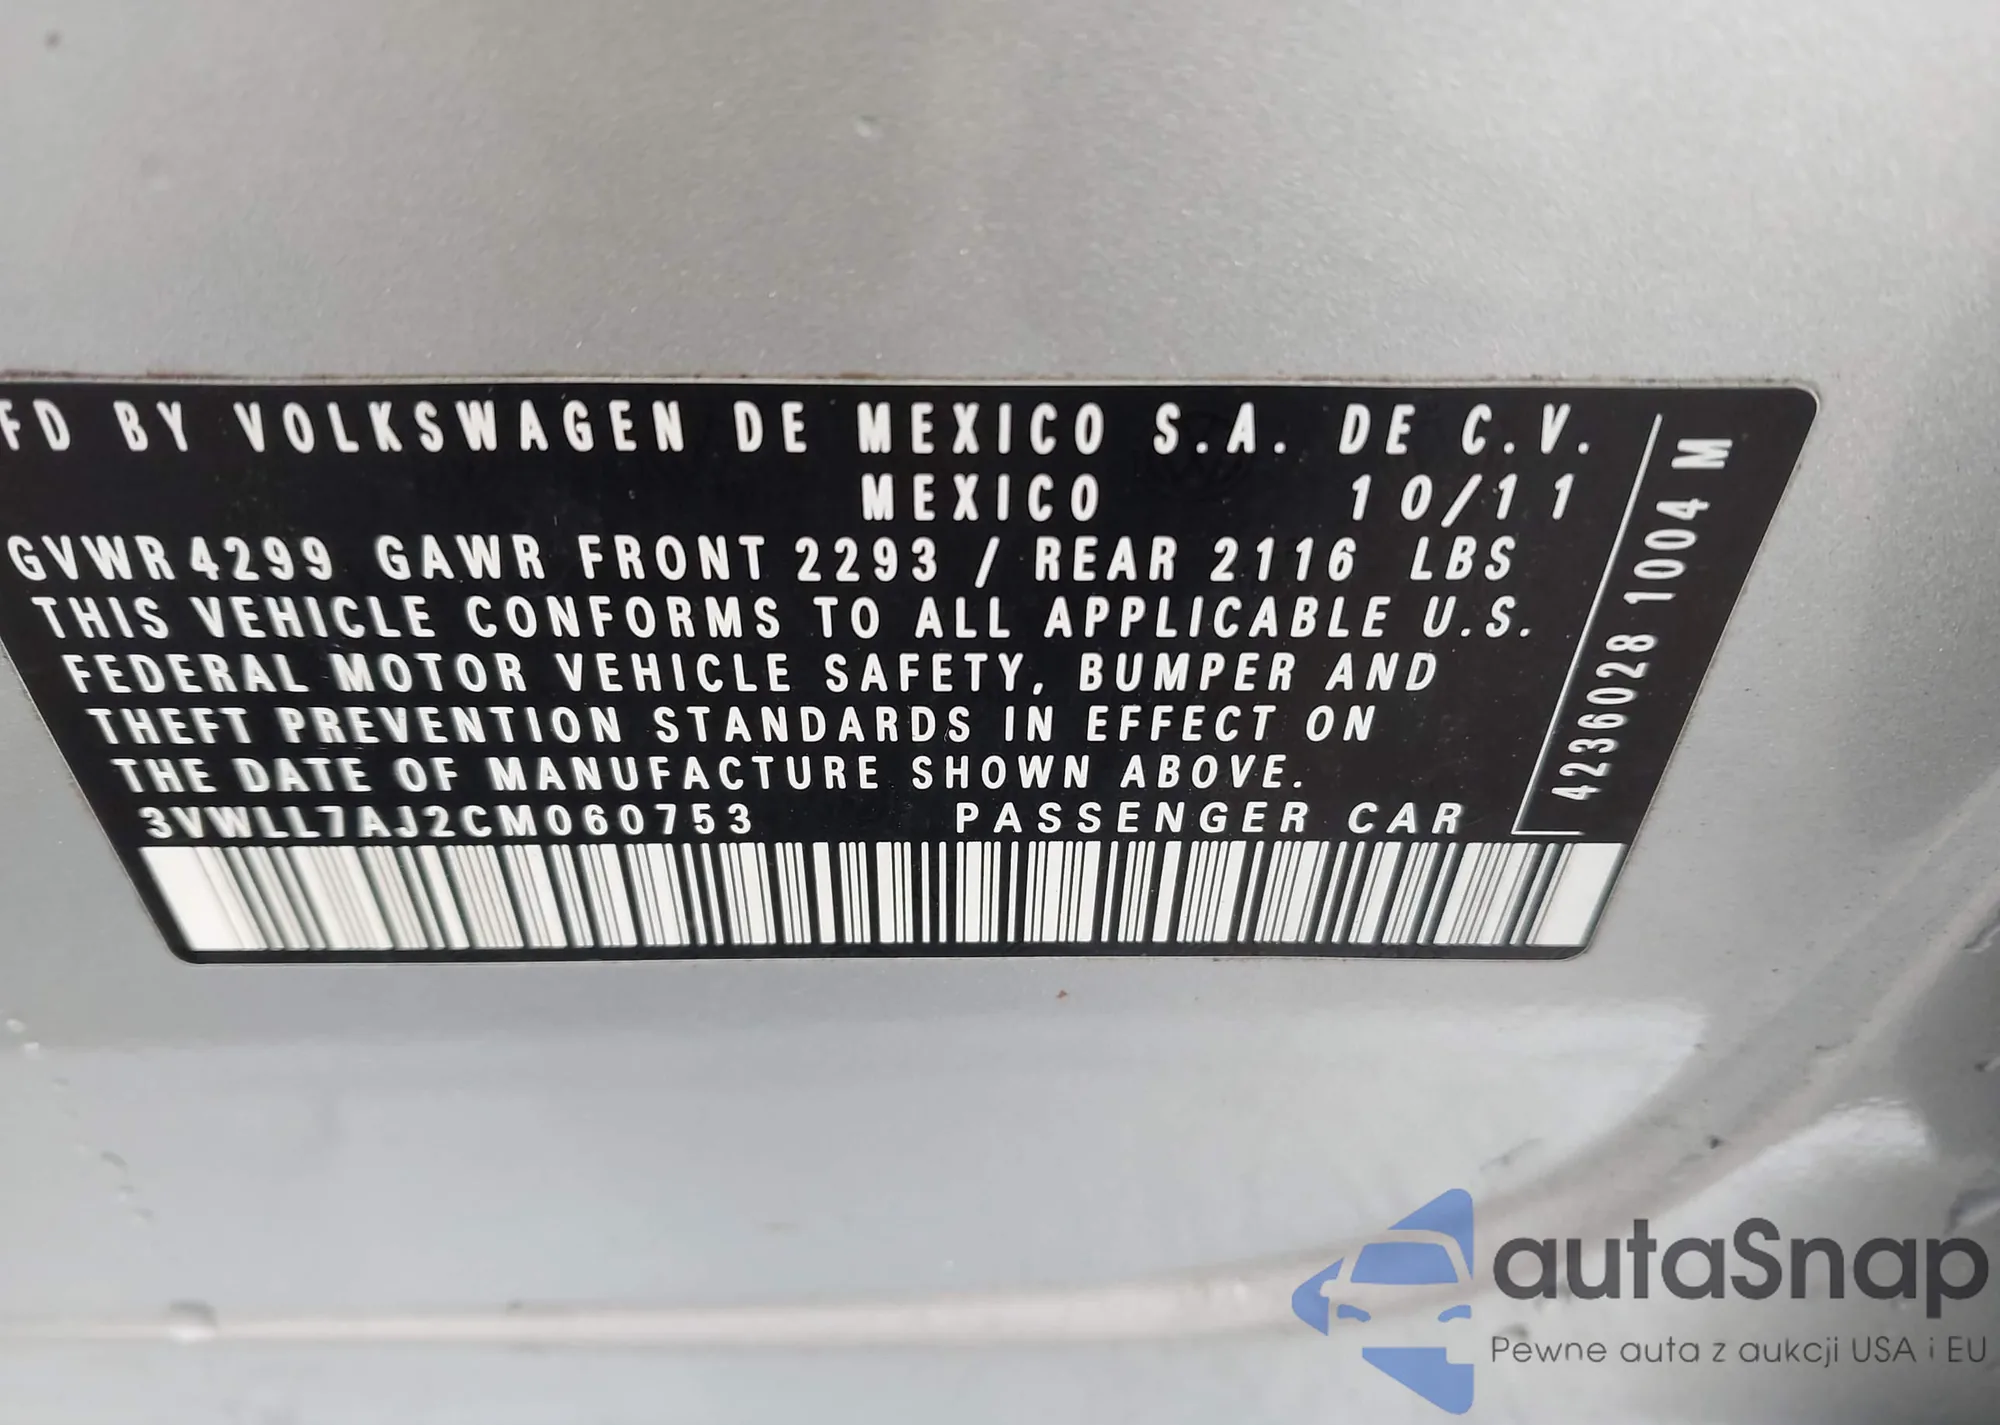 FD BY VOLKSWAGEN DE MEXICO S.A. DE C.V.
MEXICO 10/11
GVWR 4299 GAWR FRONT 2293 / REAR 2116 LBS
THIS VEHICLE CONFORMS TO ALL APPLICABLE U.S.
FEDERAL MOTOR VEHICLE SAFETY, BUMPER AND
THEFT PREVENTION STANDARDS IN EFFECT ON
THE DATE OF MANUFACTURE SHOWN ABOVE.
3VWLL7AJ2CM060753 PASSENGER CAR
4236028 1004 M
autaSnap
Pewne auta z aukcji USA i EU